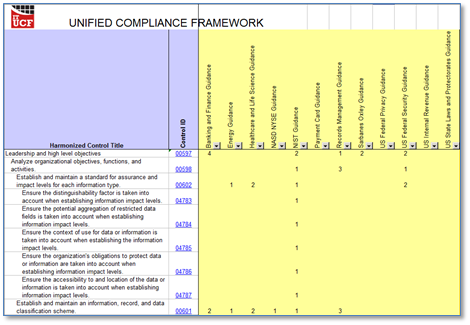 UCF
UNIFIED COMPLIANCE FRAMEWORK
Harmonized Control Title
Control ID
Banking and Finance Guidance
Energy Guidance
Healthcare and Life Science Guidance
NASD NYSE Guidance
NIST Guidance
Payment Card Guidance
Records Management Guidance
Sarbanes Oxley Guidance
US Federal Privacy Guidance
US Federal Security Guidance
US Internal Revenue Guidance
US State Laws and Protectorates Guidance
Leadership and high level objectives 00597 4 2 1 2 2
Analyze organizational objectives, functions, and
activities. 00598 1 3 1
Establish and maintain a standard for assurance and
impact levels for each information type. 00602 1 2 1 2
Ensure the distinguishability factor is taken into
account when establishing information impact levels. 04783 1
Ensure the potential aggregation of restricted data
fields is taken into account when establishing
information impact levels. 04784 1
Ensure the context of use for data or information is
taken into account when establishing the information
impact levels. 04785 1
Ensure the organization's obligations to protect data
or information are taken into account when
establishing information impact levels. 04786 1
Ensure the accessibility to and location of the data or
information is taken into account when establishing
information impact levels. 04787 1
Establish and maintain an information, record, and data
classification scheme. 00601 2 1 2 1 1 3